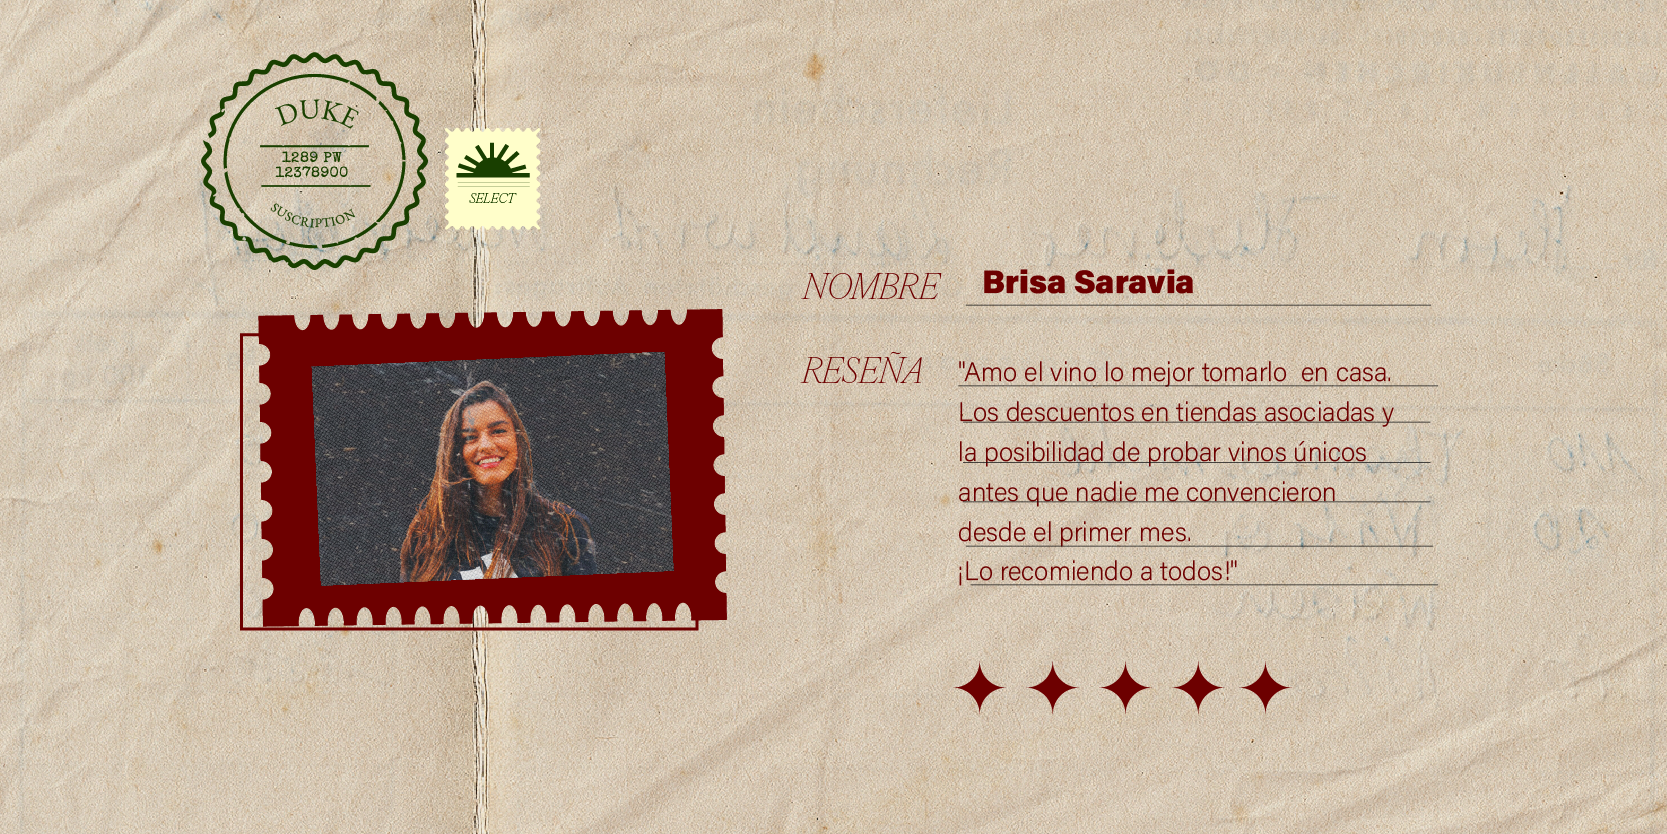 DUKE
1289 PW
12378900
SUSCRIPTION
SELECT
NOMBRE Brisa Saravia
RESEÑA "Amo el vino lo mejor tomarlo en casa.
Los descuentos en tiendas asociadas y
la posibilidad de probar vinos únicos
antes que nadie me convencieron
desde el primer mes.
¡Lo recomiendo a todos!"